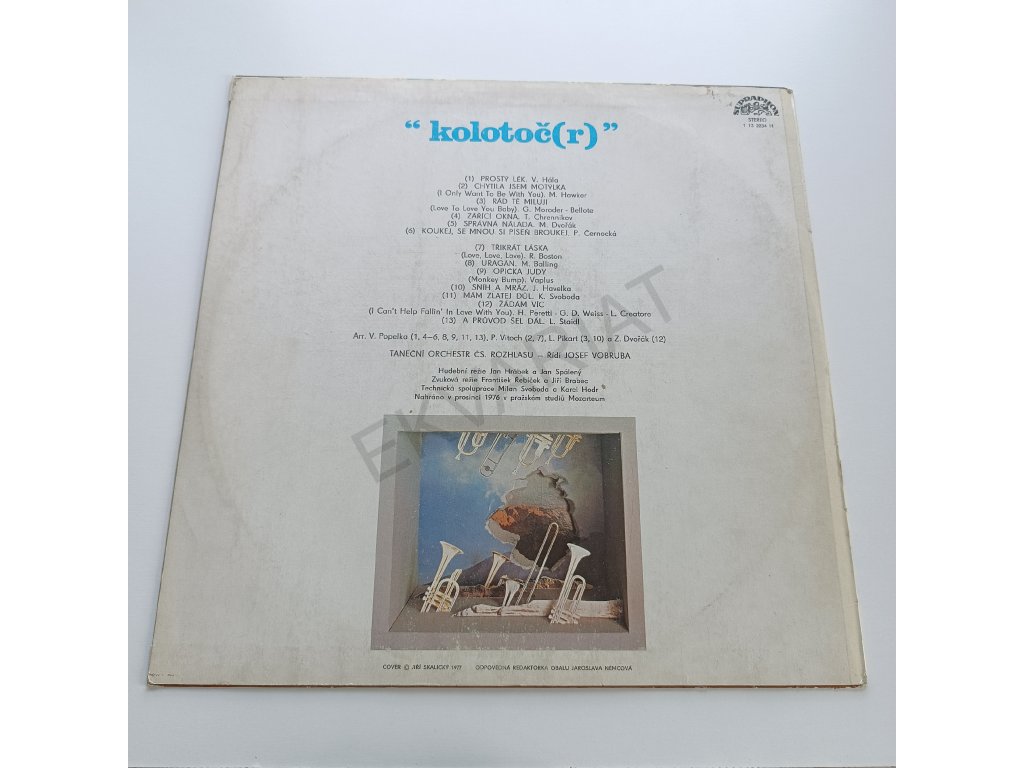 SUPRAPHON
STEREO
1 13 2034 H
“ kolotoč(r) ”
(1) PROSTÝ LÉK. V. Hála
(2) CHYTILA JSEM MOTÝLKA
(I Only Want To Be With You). M. Hawker
(3) RÁD TĚ MILUJI
(Love To Love You Baby). G. Moroder - Bellote
(4) ZÁŘÍCÍ OKNA. T. Chrennikov
(5) SPRÁVNÁ NÁLADA. M. Dvořák
(6) KOUKEJ, SE MNOU SI PÍSEŇ BROUKEJ. P. Černocká
(7) TŘIKRÁT LÁSKA
(Love, Love, Love). R. Boston
(8) URAGÁN. M. Balling
(9) OPIČKA JUDY
(Monkey Bump). Vaplus
(10) SNÍH A MRÁZ. J. Havelka
(11) MÁM ZLATEJ DŮL. K. Svoboda
(12) ŽÁDÁM VÍC
(I Can't Help Fallin' In Love With You). H. Peretti - G. D. Weiss - L. Creatore
(13) A PRŮVOD ŠEL DÁL. L. Štaidl
Arr. V. Popelka (1, 4–6, 8, 9, 11, 13), P. Vitoch (2, 7), L. Pikart (3, 10) a Z. Dvořák (12)
TANEČNÍ ORCHESTR ČS. ROZHLASU – Řídí JOSEF VOBRUBA
Hudební režie Jan Hrábek a Jan Spálený
Zvuková režie František Řebíček a Jiří Brabec
Technická spolupráce Milan Svoboda a Karel Hodr
Nahráno v prosinci 1976 v pražském studiu Mozarteum
EKVARIAT
COVER © JIŘÍ SKALICKÝ 1977 ODPOVĚDNÁ REDAKTORKA OBALU JAROSLAVA NĚMCOVÁ